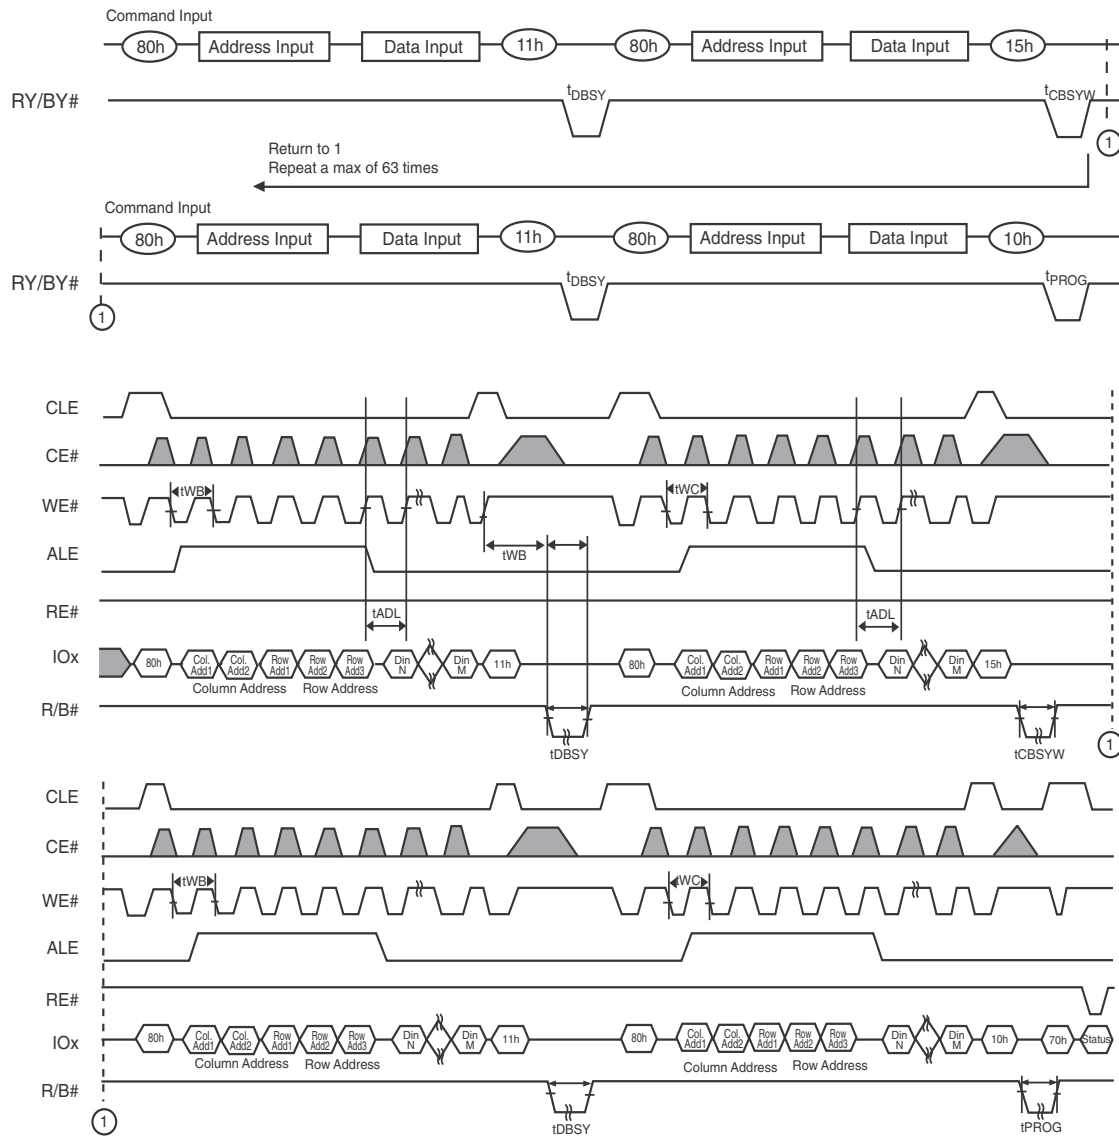 Command Input
80h Address Input Data Input 11h 80h Address Input Data Input 15h
RY/BY# tDBSY tCBSYW
1
Return to 1
Repeat a max of 63 times
Command Input
80h Address Input Data Input 11h 80h Address Input Data Input 10h
RY/BY# tDBSY tPROG
1
CLE
CE#
WE# tWB tWC
ALE tWB
RE# tADL tADL
IOx 80h Col. Add1 Col. Add2 Row Add1 Row Add2 Row Add3 Din N Din M 11h 80h Col. Add1 Col. Add2 Row Add1 Row Add2 Row Add3 Din N Din M 15h
Column Address Row Address Column Address Row Address
R/B#
tDBSY tCBSYW 1
CLE
CE#
WE# tWB tWC
ALE
RE#
IOx 80h Col. Add1 Col. Add2 Row Add1 Row Add2 Row Add3 Din N Din M 11h 80h Col. Add1 Col. Add2 Row Add1 Row Add2 Row Add3 Din N Din M 10h 70h Status
Column Address Row Address Column Address Row Address
R/B#
1 tDBSY tPROG